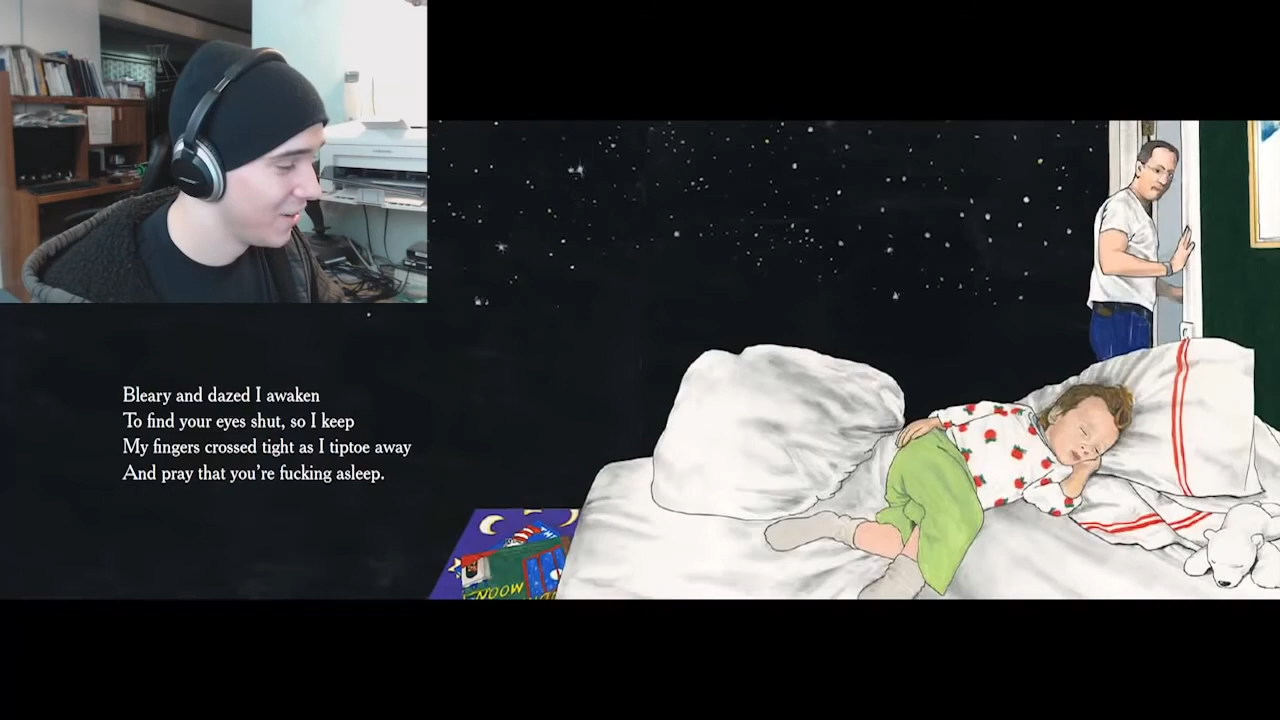 Bleary and dazed I awaken
To find your eyes shut, so I keep
My fingers crossed tight as I tiptoe away
And pray that you're fucking asleep.
MOON